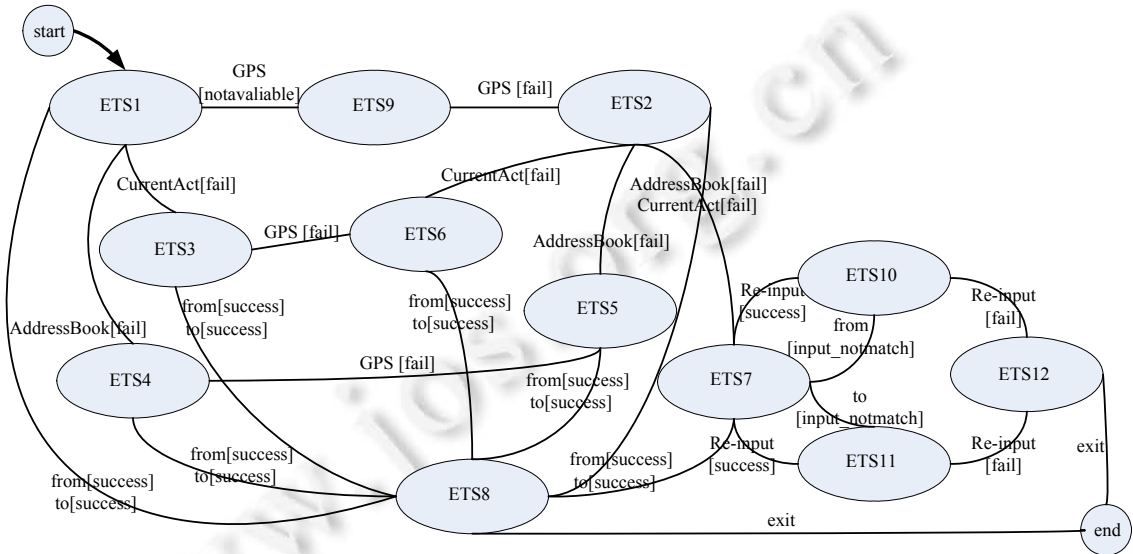 start
GPS
[notavaliable]
GPS [fail]
ETS1
ETS9
ETS2
CurrentAct[fail]
CurrentAct[fail]
AddressBook[fail]
CurrentAct[fail]
ETS3
GPS [fail]
ETS6
AddressBook[fail]
ETS10
from[success]
to[success]
from[success]
to[success]
ETS5
Re-input
[success]
Re-input
[fail]
from
[input_notmatch]
AddressBook[fail]
ETS4
GPS [fail]
ETS7
ETS12
from[success]
to[success]
to
[input_notmatch]
Re-input
[success]
ETS11
Re-input
[fail]
exit
from[success]
to[success]
from[success]
to[success]
from[success]
to[success]
ETS8
exit
end
www.jos.org.cn